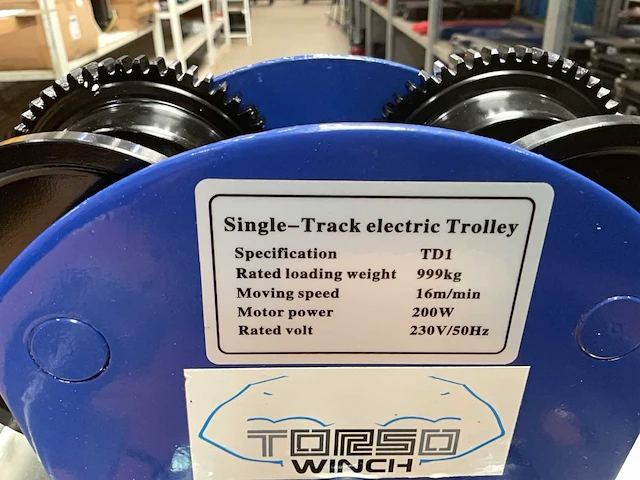 Single-Track electric Trolley
Specification TD1
Rated loading weight 999kg
Moving speed 16m/min
Motor power 200W
Rated volt 230V/50Hz
TORSO
WINCH